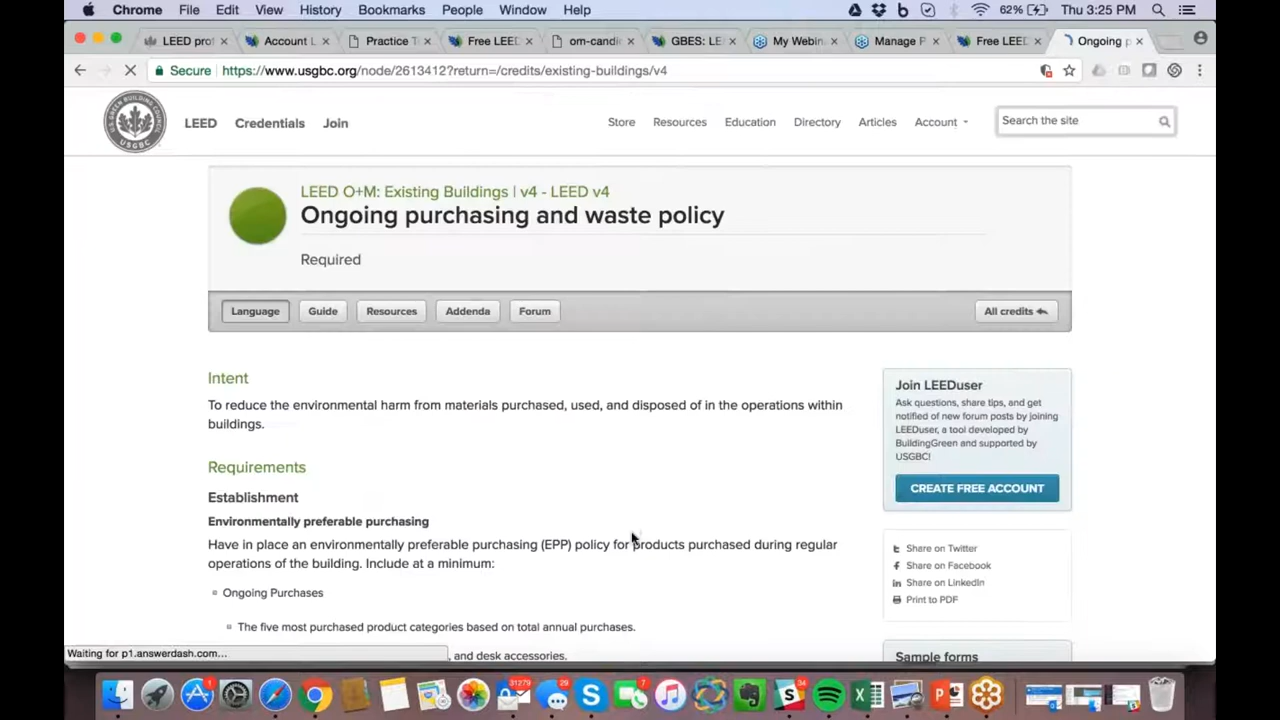 Chrome File Edit View History Bookmarks People Window Help 62% Thu 3:25 PM
LEED pro Account L Practice T Free LEED om-candi GBES: LE My Webin Manage P Free LEED Ongoing p
Secure https://www.usgbc.org/node/2613412?return=/credits/existing-buildings/v4
U.S. GREEN BUILDING COUNCIL
USGBC
LEED Credentials Join Store Resources Education Directory Articles Account Search the site
LEED O+M: Existing Buildings | v4 - LEED v4
Ongoing purchasing and waste policy
Required
Language Guide Resources Addenda Forum All credits
Intent
To reduce the environmental harm from materials purchased, used, and disposed of in the operations within
buildings.
Requirements
Establishment
Environmentally preferable purchasing
Have in place an environmentally preferable purchasing (EPP) policy for products purchased during regular
operations of the building. Include at a minimum:
Ongoing Purchases
The five most purchased product categories based on total annual purchases.
, and desk accessories.
Join LEEDuser
Ask questions, share tips, and get
notified of new forum posts by joining
LEEDuser, a tool developed by
BuildingGreen and supported by
USGBC!
CREATE FREE ACCOUNT
Share on Twitter
Share on Facebook
Share on LinkedIn
Print to PDF
Sample forms
Waiting for p1.answerdash.com...
1 31279 29 7 34